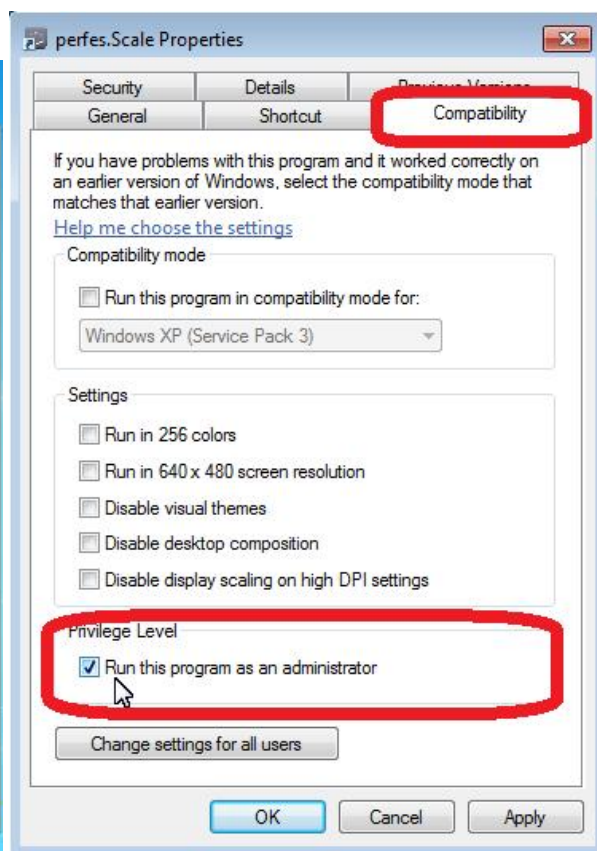 perfes.Scale Properties
Security Details Previous Versions
General Shortcut Compatibility
If you have problems with this program and it worked correctly on
an earlier version of Windows, select the compatibility mode that
matches that earlier version.
Help me choose the settings
Compatibility mode
Run this program in compatibility mode for:
Windows XP (Service Pack 3)
Settings
Run in 256 colors
Run in 640 x 480 screen resolution
Disable visual themes
Disable desktop composition
Disable display scaling on high DPI settings
Privilege Level
Run this program as an administrator
Change settings for all users
OK Cancel Apply